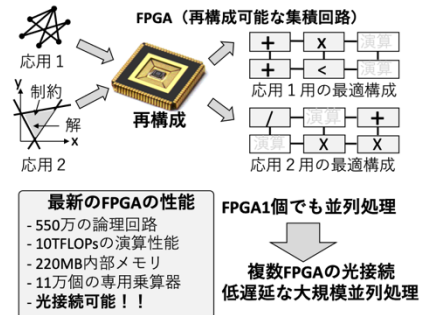 FPGA（再構成可能な集積回路）
応用１
y
制約
解
x
応用２
再構成
+ x 演算
+ < 演算
応用１用の最適構成
/ 演算 +
演算 X X
応用２用の最適構成
最新のFPGAの性能
- 550万の論理回路
- 10TFLOPsの演算性能
- 220MB内部メモリ
- 11万個の専用乗算器
- 光接続可能！！
FPGA1個でも並列処理
複数FPGAの光接続
低遅延な大規模並列処理